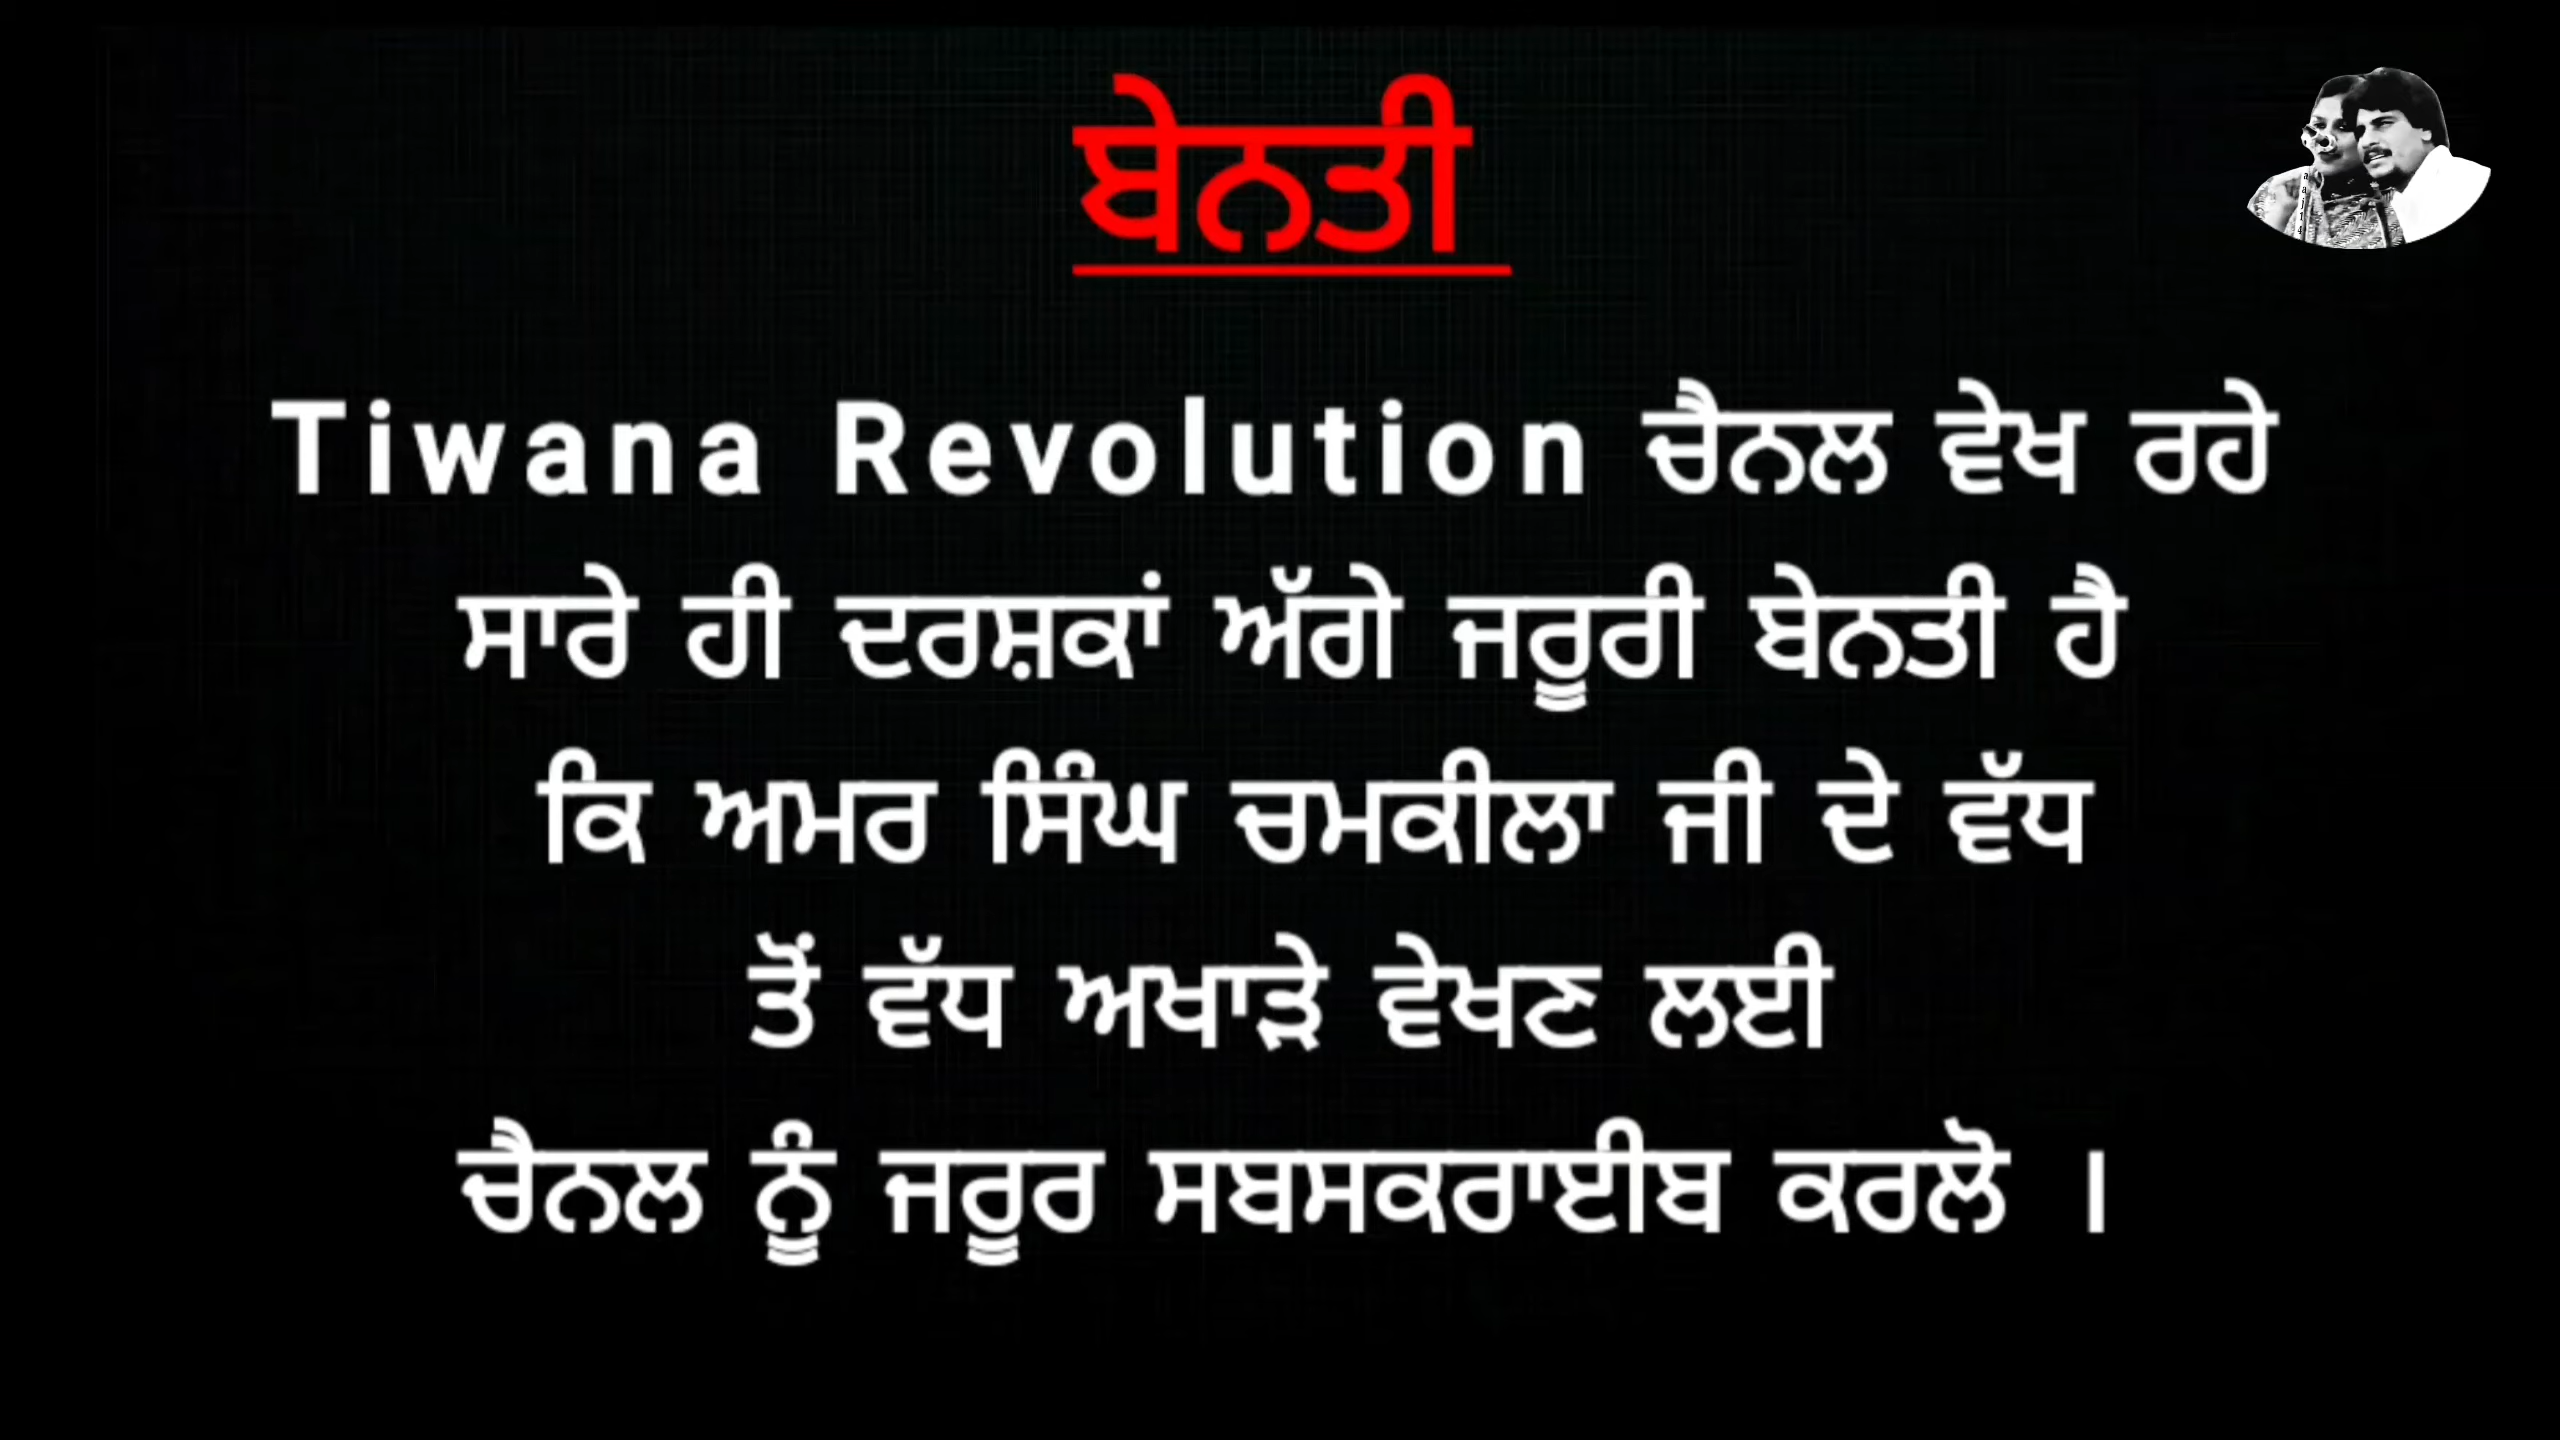 ਬੇਨਤੀ
Tiwana Revolution ਚੈਨਲ ਵੇਖ ਰਹੇ
ਸਾਰੇ ਹੀ ਦਰਸ਼ਕਾਂ ਅੱਗੇ ਜਰੂਰੀ ਬੇਨਤੀ ਹੈ
ਕਿ ਅਮਰ ਸਿੰਘ ਚਮਕੀਲਾ ਜੀ ਦੇ ਵੱਧ
ਤੋਂ ਵੱਧ ਅਖਾੜੇ ਵੇਖਣ ਲਈ
ਚੈਨਲ ਨੂੰ ਜਰੂਰ ਸਬਸਕਰਾਈਬ ਕਰਲੋ ।